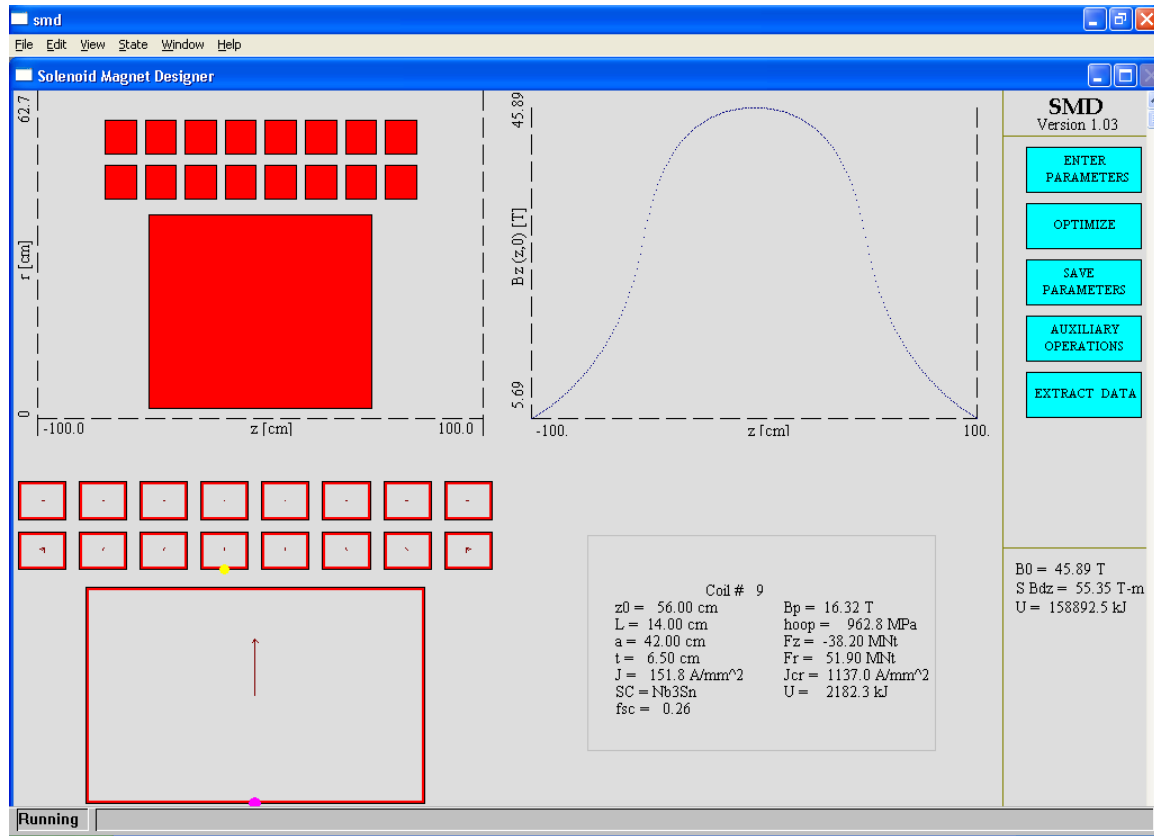 smd
File Edit View State Window Help
Solenoid Magnet Designer
62.7
r [cm]
0
-100.0 z [cm] 100.0
45.89
Bz (z,0) [T]
5.69
-100. z [cm] 100.
SMD
Version 1.03
ENTER
PARAMETERS
OPTIMIZE
SAVE
PARAMETERS
AUXILIARY
OPERATIONS
EXTRACT DATA
Coil # 9
z0 = 56.00 cm Bp = 16.32 T
L = 14.00 cm hoop = 962.8 MPa
a = 42.00 cm Fz = -38.20 MNt
t = 6.50 cm Fr = 51.90 MNt
J = 151.8 A/mm^2 Jcr = 1137.0 A/mm^2
SC = Nb3Sn U = 2182.3 kJ
fsc = 0.26
B0 = 45.89 T
S Bdz = 55.35 T-m
U = 158892.5 kJ
Running